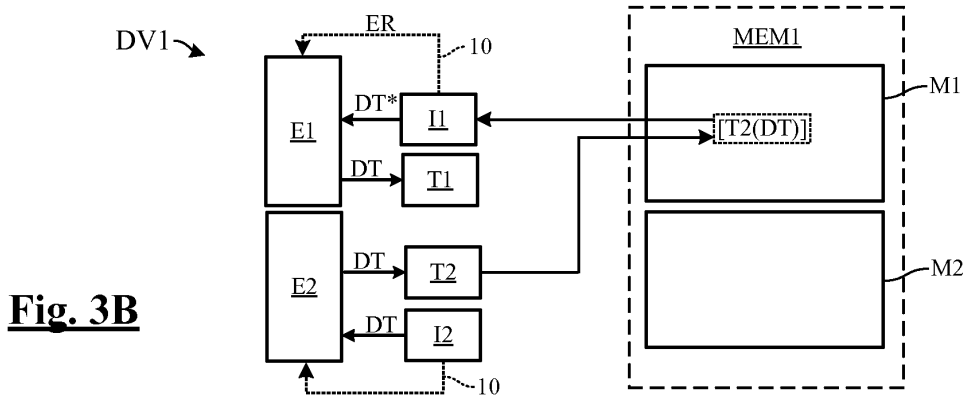 DV1
ER
10
MEM1
M1
DT*
I1
[T2(DT)]
E1
DT
T1
DT
T2
M2
E2
Fig. 3B
DT
I2
10